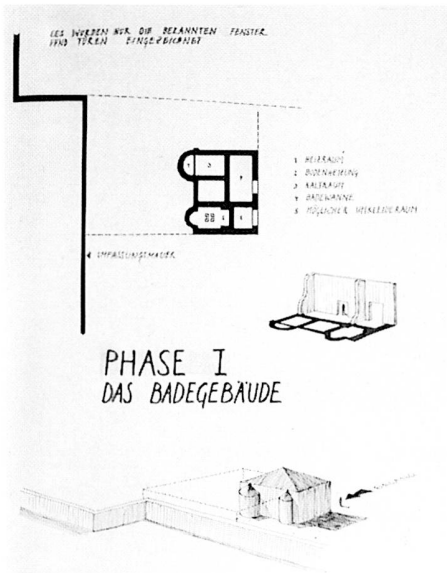 (ES WURDEN NUR DIE BEKANNTEN FENSTER
UND TÜREN EINGEZEICHNET
1 HEIZRAUM
2 BODENHEIZUNG
3 KALTRAUM
4 BADEWANNE
5 MÖGLICHER UMKLEIDERAUM
UMFASSUNGSMAUER
PHASE I
DAS BADEGEBÄUDE